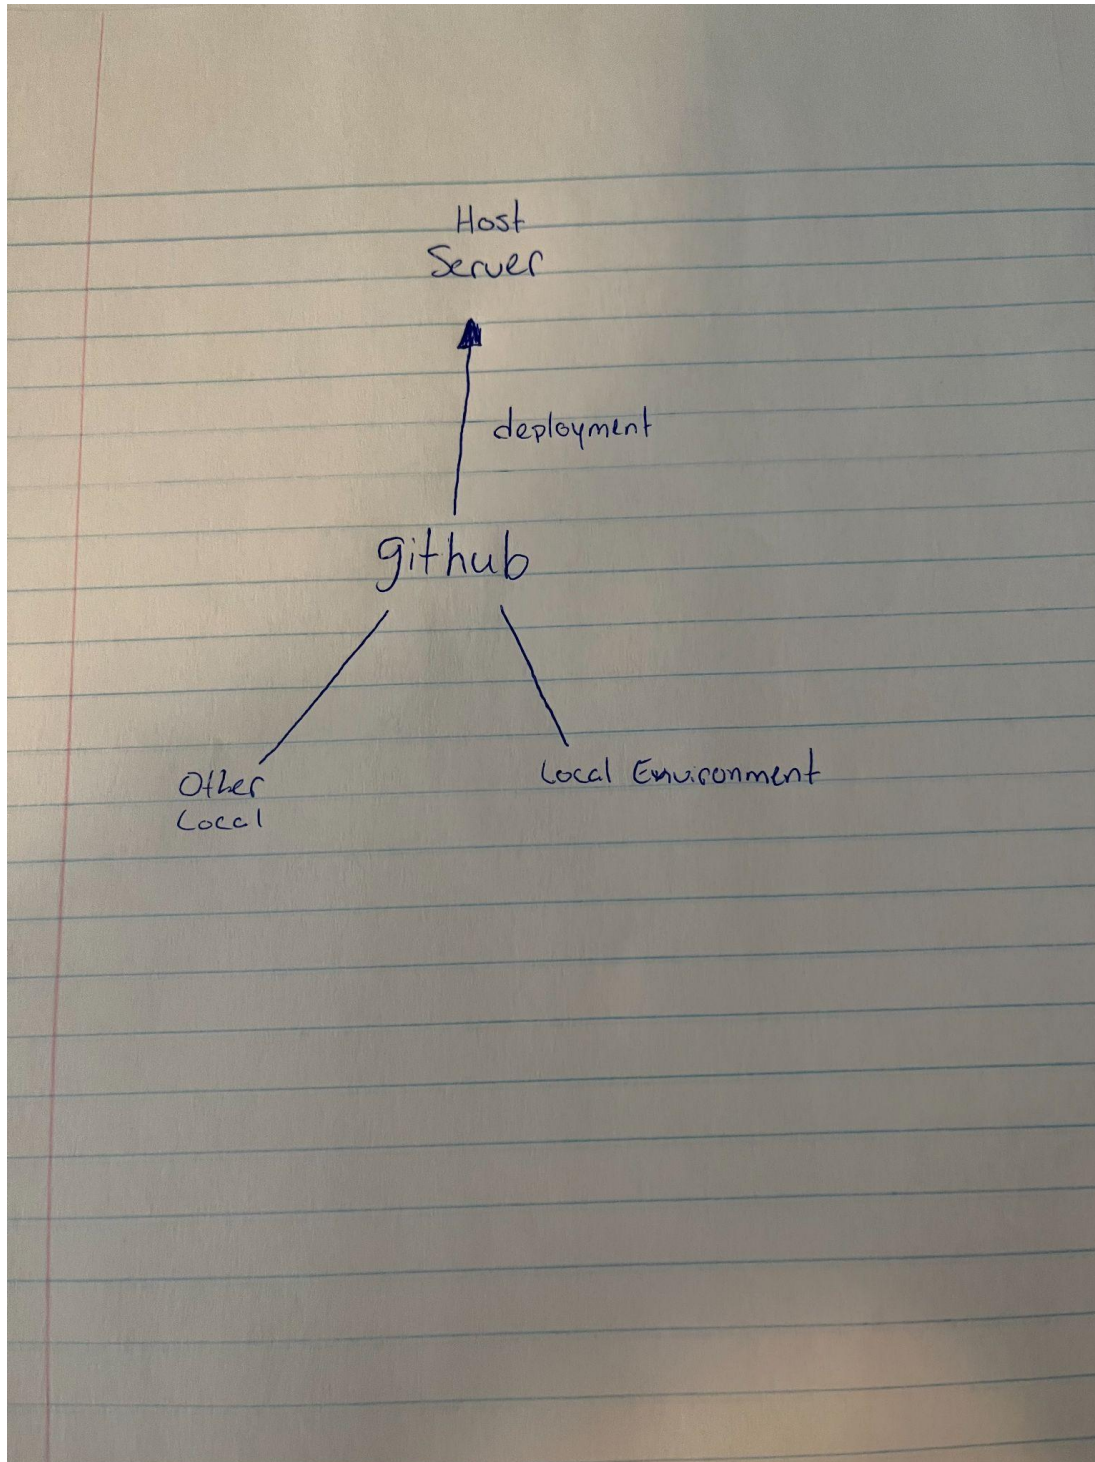 Host
Server
deployment
github
Other
Local
Local Environment